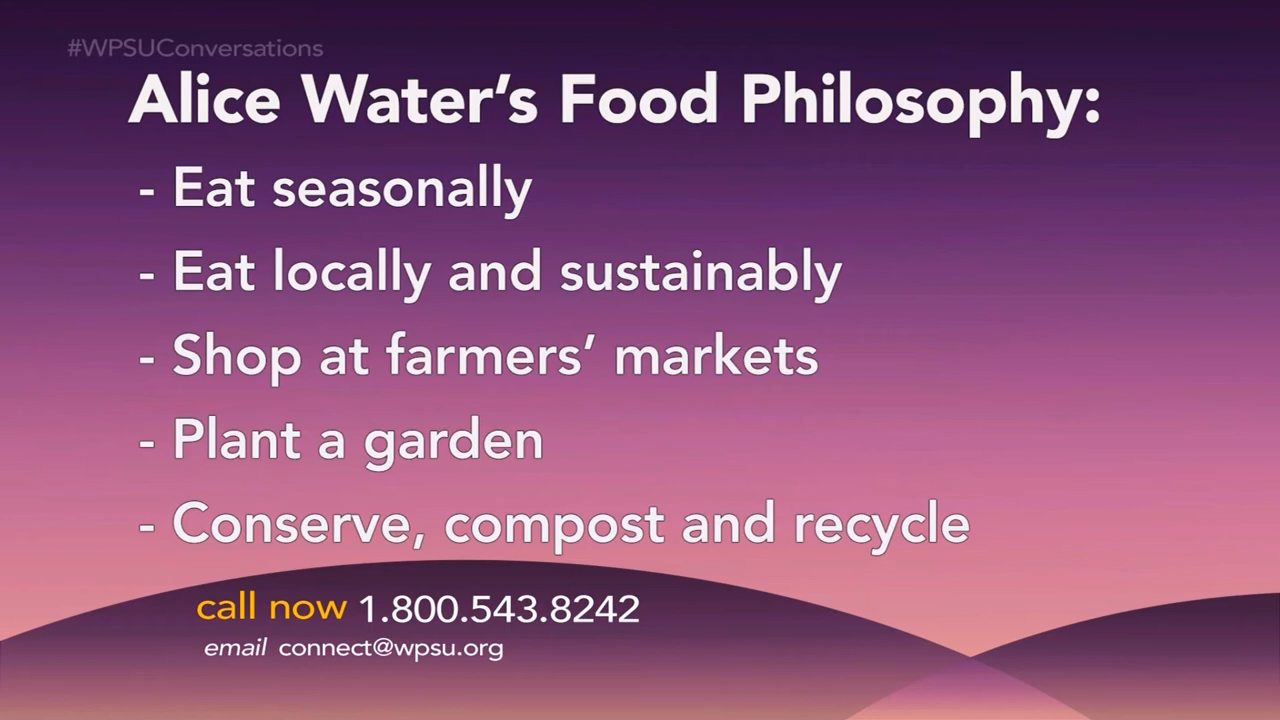 #WPSUConversations
Alice Water’s Food Philosophy:
- Eat seasonally
- Eat locally and sustainably
- Shop at farmers’ markets
- Plant a garden
- Conserve, compost and recycle
call now 1.800.543.8242
email connect@wpsu.org